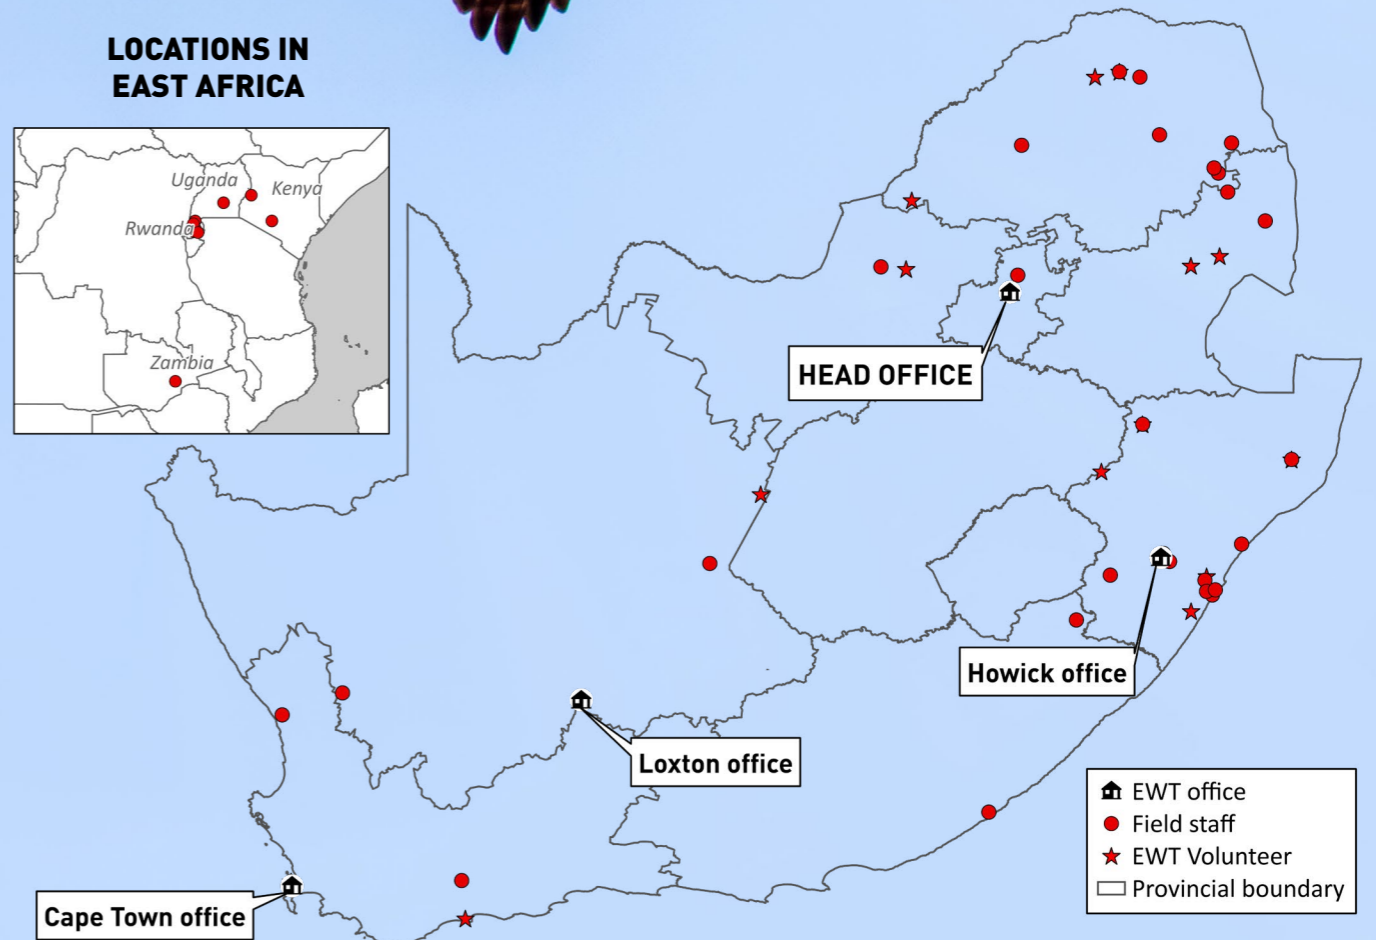 LOCATIONS IN
EAST AFRICA
Uganda
Kenya
Rwanda
Zambia
HEAD OFFICE
Howick office
Loxton office
Cape Town office
EWT office
Field staff
EWT Volunteer
Provincial boundary